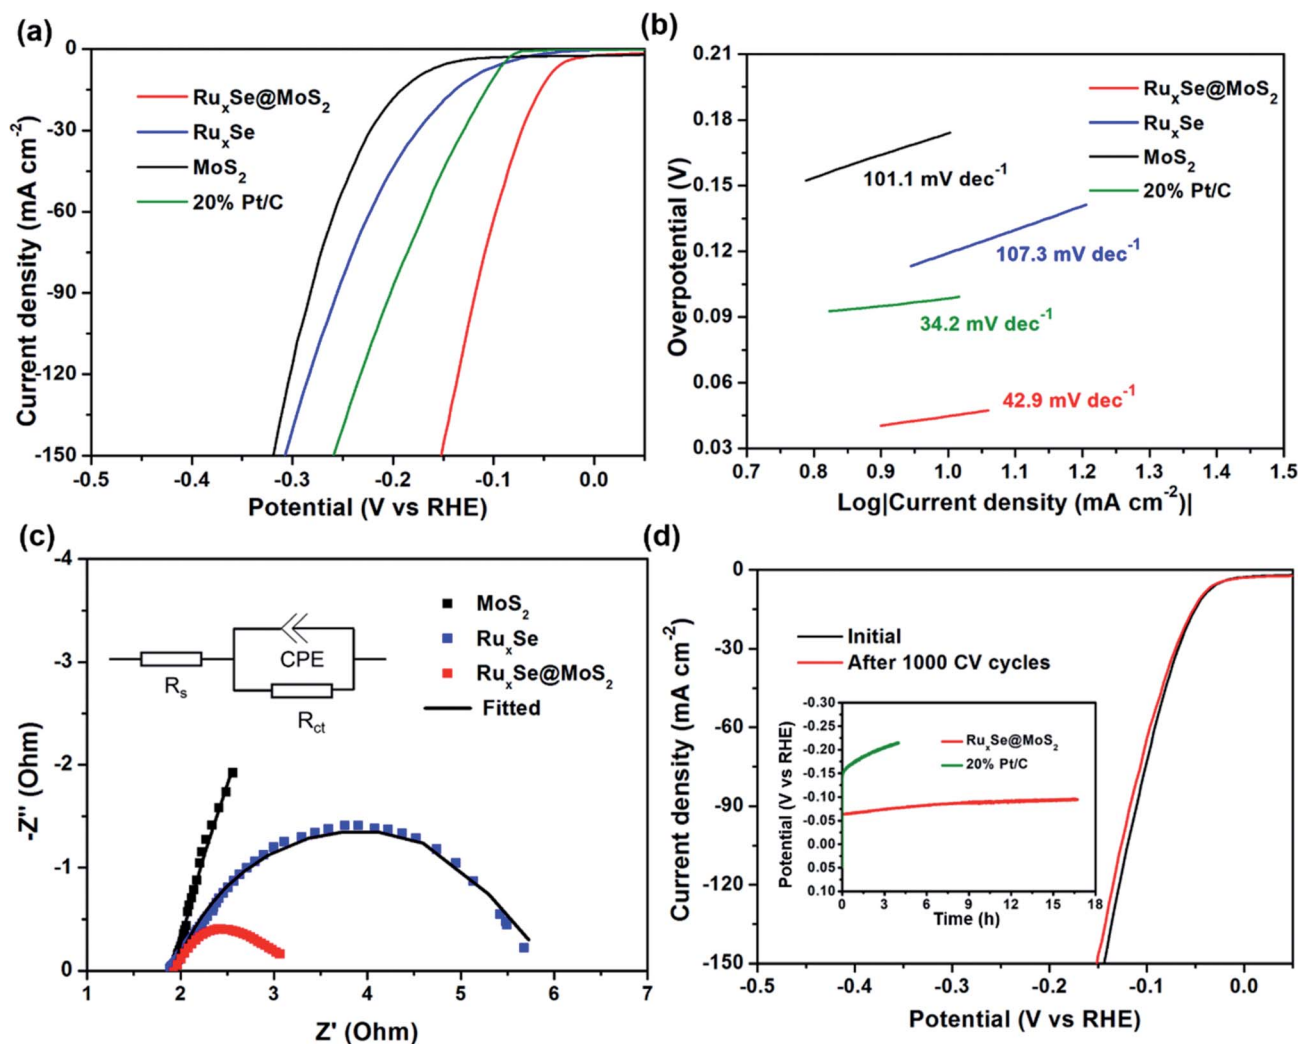 (a)
0
-30
-60
-90
-120
-150
Current density (mA cm⁻²)
RuₓSe@MoS₂
RuₓSe
MoS₂
20% Pt/C
-0.5 -0.4 -0.3 -0.2 -0.1 0.0
Potential (V vs RHE)
(b)
0.21
0.18
0.15
0.12
0.09
0.06
0.03
Overpotential (V)
RuₓSe@MoS₂
RuₓSe
MoS₂
20% Pt/C
101.1 mV dec⁻¹
107.3 mV dec⁻¹
34.2 mV dec⁻¹
42.9 mV dec⁻¹
0.7 0.8 0.9 1.0 1.1 1.2 1.3 1.4 1.5
Log|Current density (mA cm⁻²)|
(c)
-4
-3
-2
-1
0
-Z'' (Ohm)
Rₛ
CPE
R꜀ₜ
MoS₂
RuₓSe
RuₓSe@MoS₂
Fitted
1 2 3 4 5 6 7
Z' (Ohm)
(d)
0
-30
-60
-90
-120
-150
Current density (mA cm⁻²)
Initial
After 1000 CV cycles
-0.30
-0.25
-0.20
-0.15
-0.10
-0.05
0.00
0.05
0.10
Potential (V vs RHE)
RuₓSe@MoS₂
20% Pt/C
0 3 6 9 12 15 18
Time (h)
-0.5 -0.4 -0.3 -0.2 -0.1 0.0
Potential (V vs RHE)